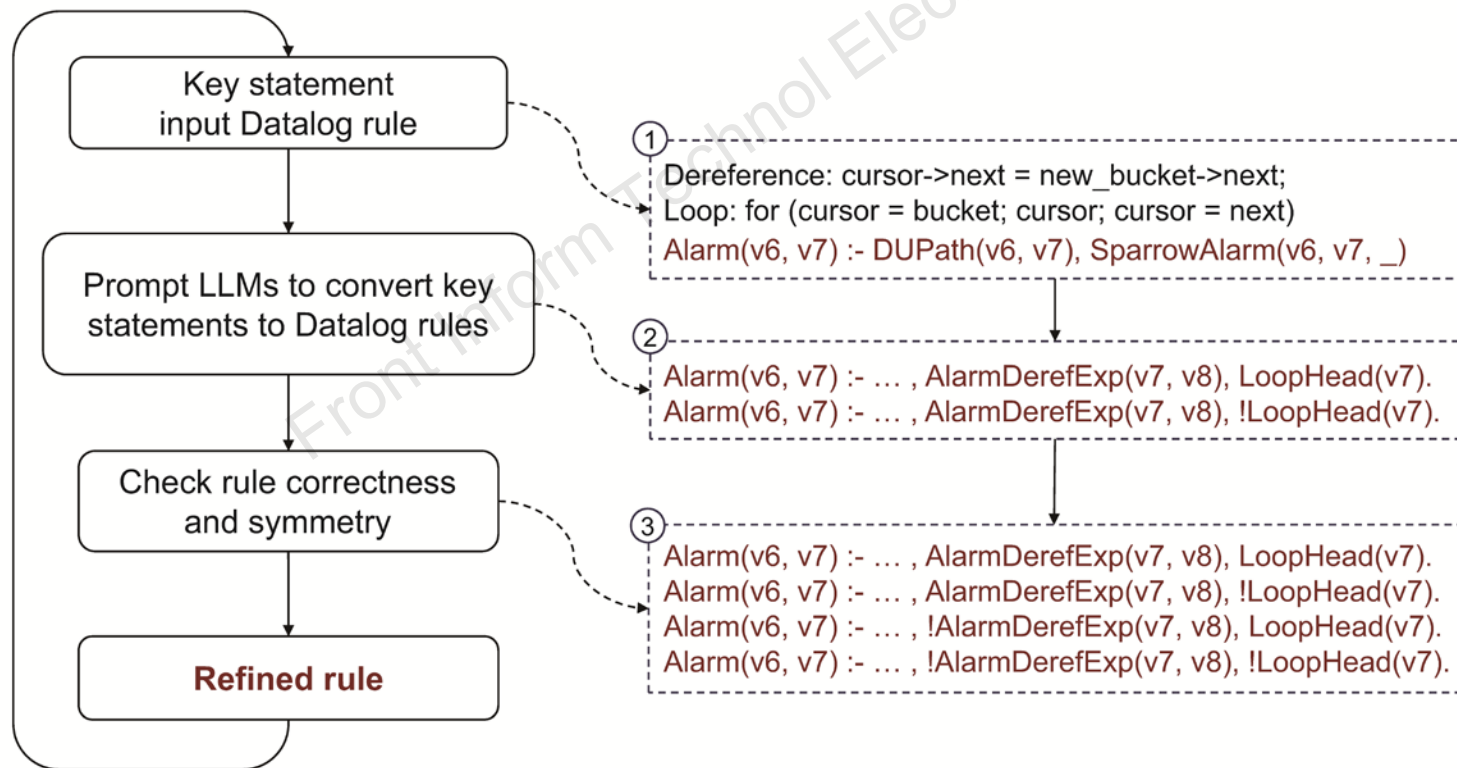 Key statement
input Datalog rule
Prompt LLMs to convert key
statements to Datalog rules
Check rule correctness
and symmetry
Refined rule
1
Dereference: cursor->next = new_bucket->next;
Loop: for (cursor = bucket; cursor; cursor = next)
Alarm(v6, v7) :- DUPath(v6, v7), SparrowAlarm(v6, v7, _)
2
Alarm(v6, v7) :- … , AlarmDerefExp(v7, v8), LoopHead(v7).
Alarm(v6, v7) :- … , AlarmDerefExp(v7, v8), !LoopHead(v7).
3
Alarm(v6, v7) :- … , AlarmDerefExp(v7, v8), LoopHead(v7).
Alarm(v6, v7) :- … , AlarmDerefExp(v7, v8), !LoopHead(v7).
Alarm(v6, v7) :- … , !AlarmDerefExp(v7, v8), LoopHead(v7).
Alarm(v6, v7) :- … , !AlarmDerefExp(v7, v8), !LoopHead(v7).
Front Inform Technol Elec